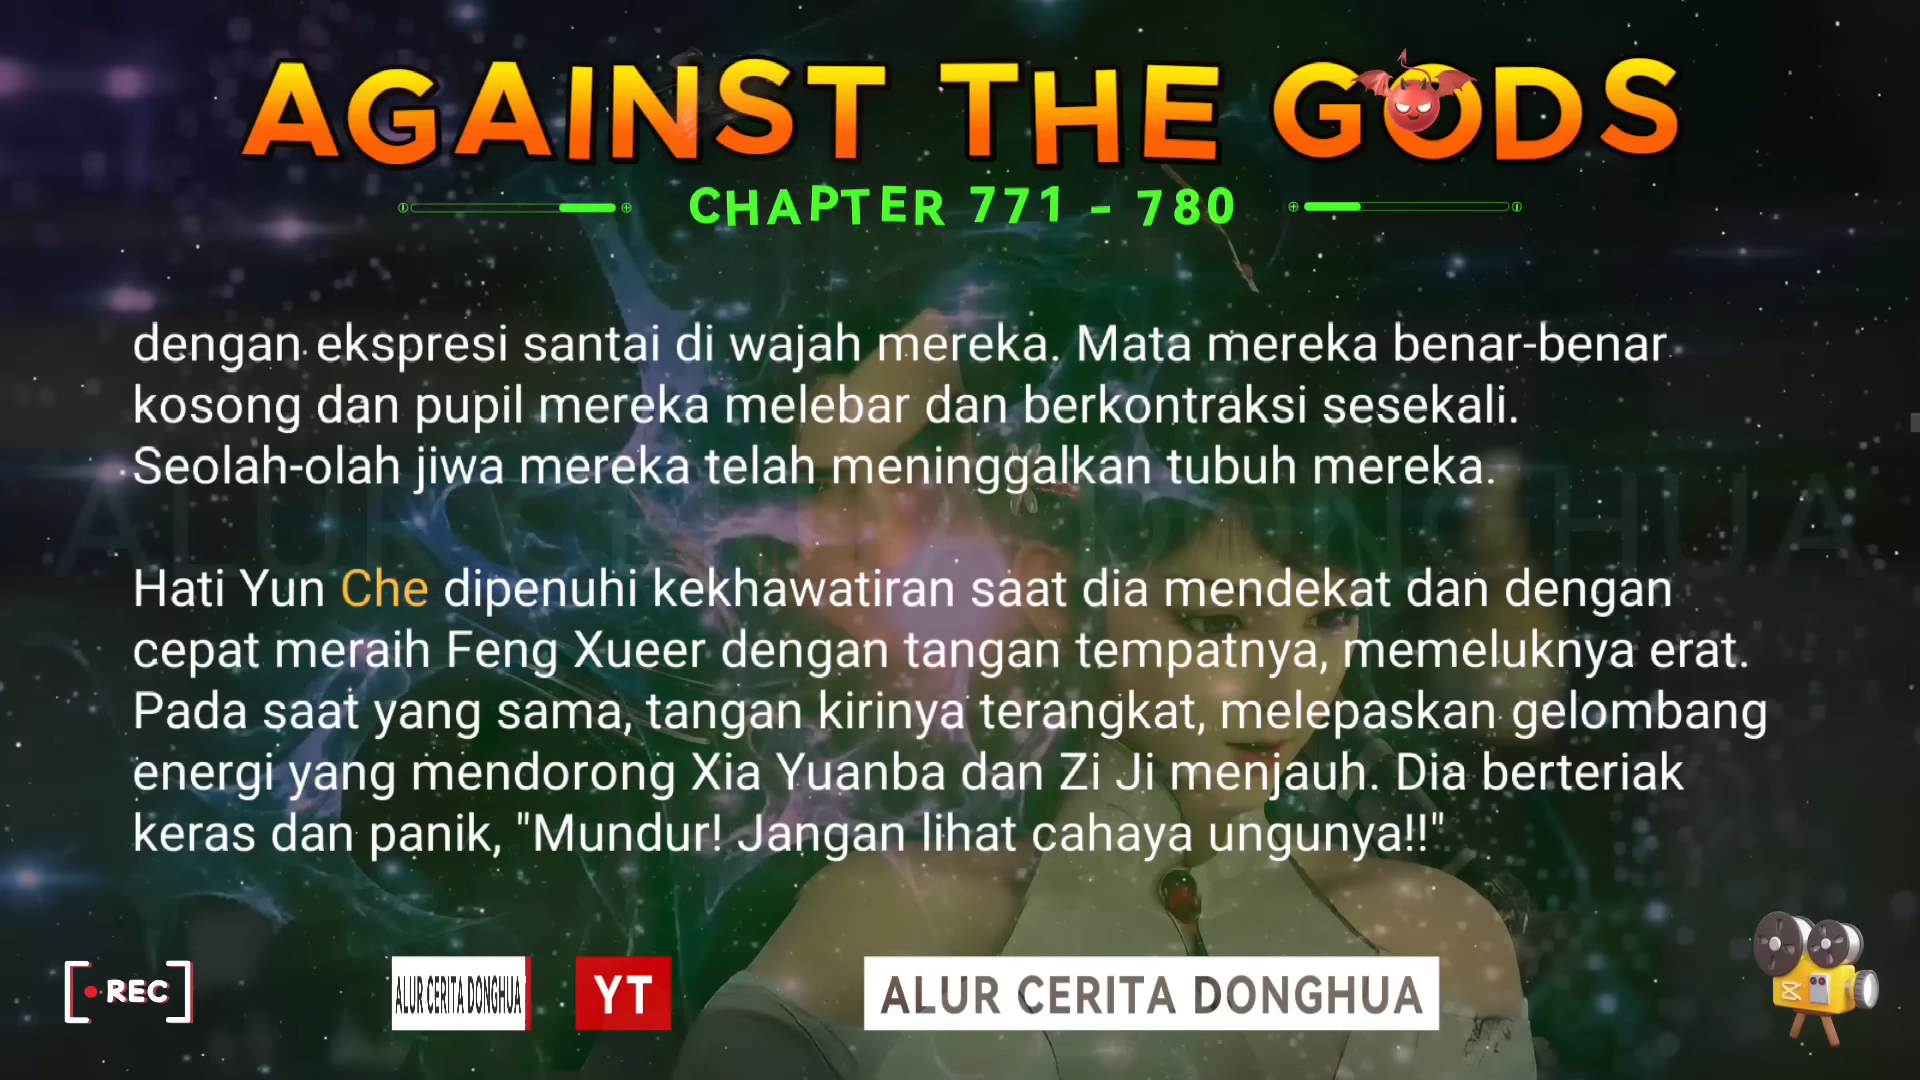 AGAINST THE GODS
CHAPTER 771 - 780
dengan ekspresi santai di wajah mereka. Mata mereka benar-benar
kosong dan pupil mereka melebar dan berkontraksi sesekali.
Seolah-olah jiwa mereka telah meninggalkan tubuh mereka.
ALUR CERITA DONGHUA
Hati Yun Che dipenuhi kekhawatiran saat dia mendekat dan dengan
cepat meraih Feng Xueer dengan tangan tempatnya, memeluknya erat.
Pada saat yang sama, tangan kirinya terangkat, melepaskan gelombang
energi yang mendorong Xia Yuanba dan Zi Ji menjauh. Dia berteriak
keras dan panik, "Mundur! Jangan lihat cahaya ungunya!!"
REC
ALUR CERITA DONGHUA
YT
ALUR CERITA DONGHUA